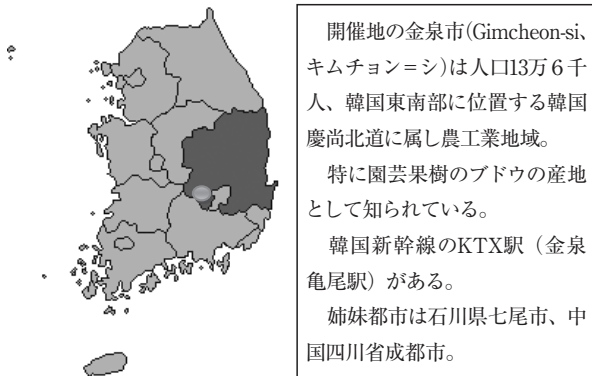 開催地の金泉市(Gimcheon-si、
キムチョン＝シ)は人口13万６千
人、韓国東南部に位置する韓国
慶尚北道に属し農工業地域。
　特に園芸果樹のブドウの産地
として知られている。
　韓国新幹線のKTX駅（金泉
亀尾駅）がある。
　姉妹都市は石川県七尾市、中
国四川省成都市。